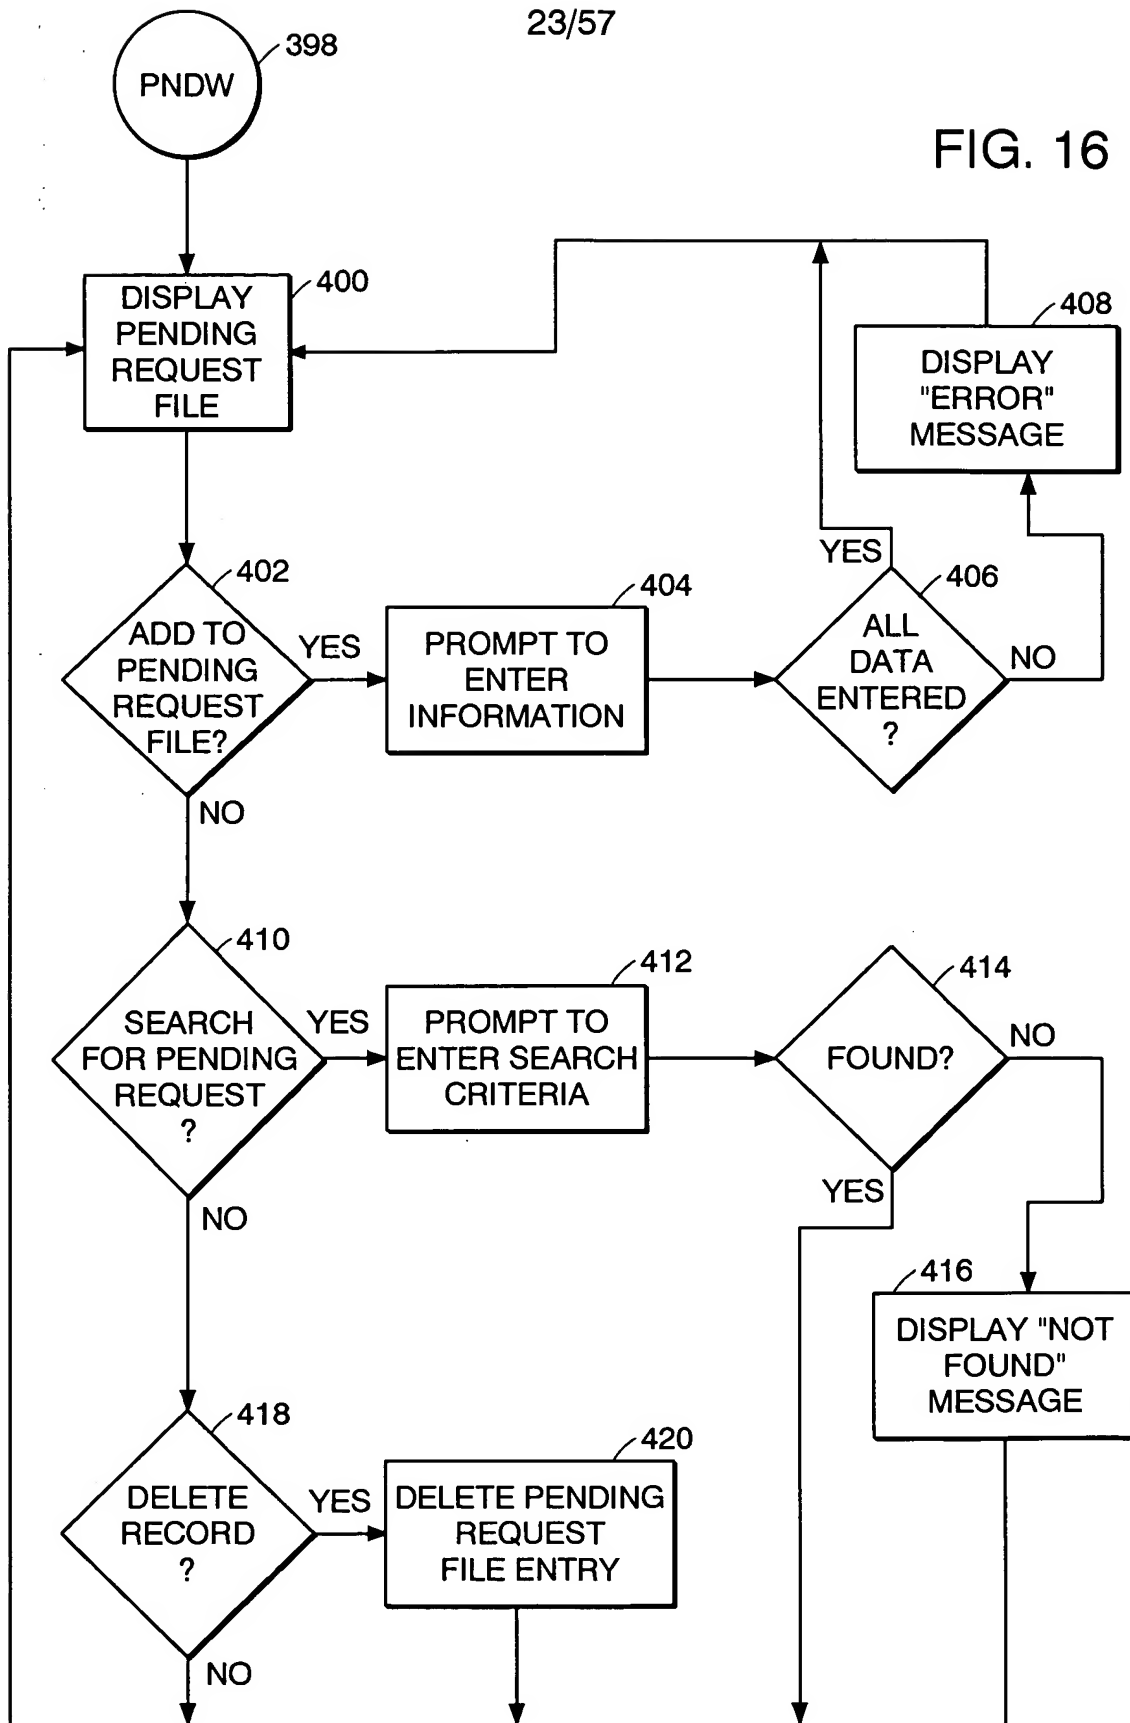 23/57
398
PNDW
FIG. 16
400
DISPLAY
PENDING
REQUEST
FILE
408
DISPLAY
"ERROR"
MESSAGE
402
ADD TO
PENDING
REQUEST
FILE?
YES
404
PROMPT TO
ENTER
INFORMATION
YES
406
ALL
DATA
ENTERED
?
NO
NO
410
SEARCH
FOR PENDING
REQUEST
?
YES
412
PROMPT TO
ENTER SEARCH
CRITERIA
414
FOUND?
NO
YES
NO
416
DISPLAY "NOT
FOUND"
MESSAGE
418
DELETE
RECORD
?
YES
420
DELETE PENDING
REQUEST
FILE ENTRY
NO